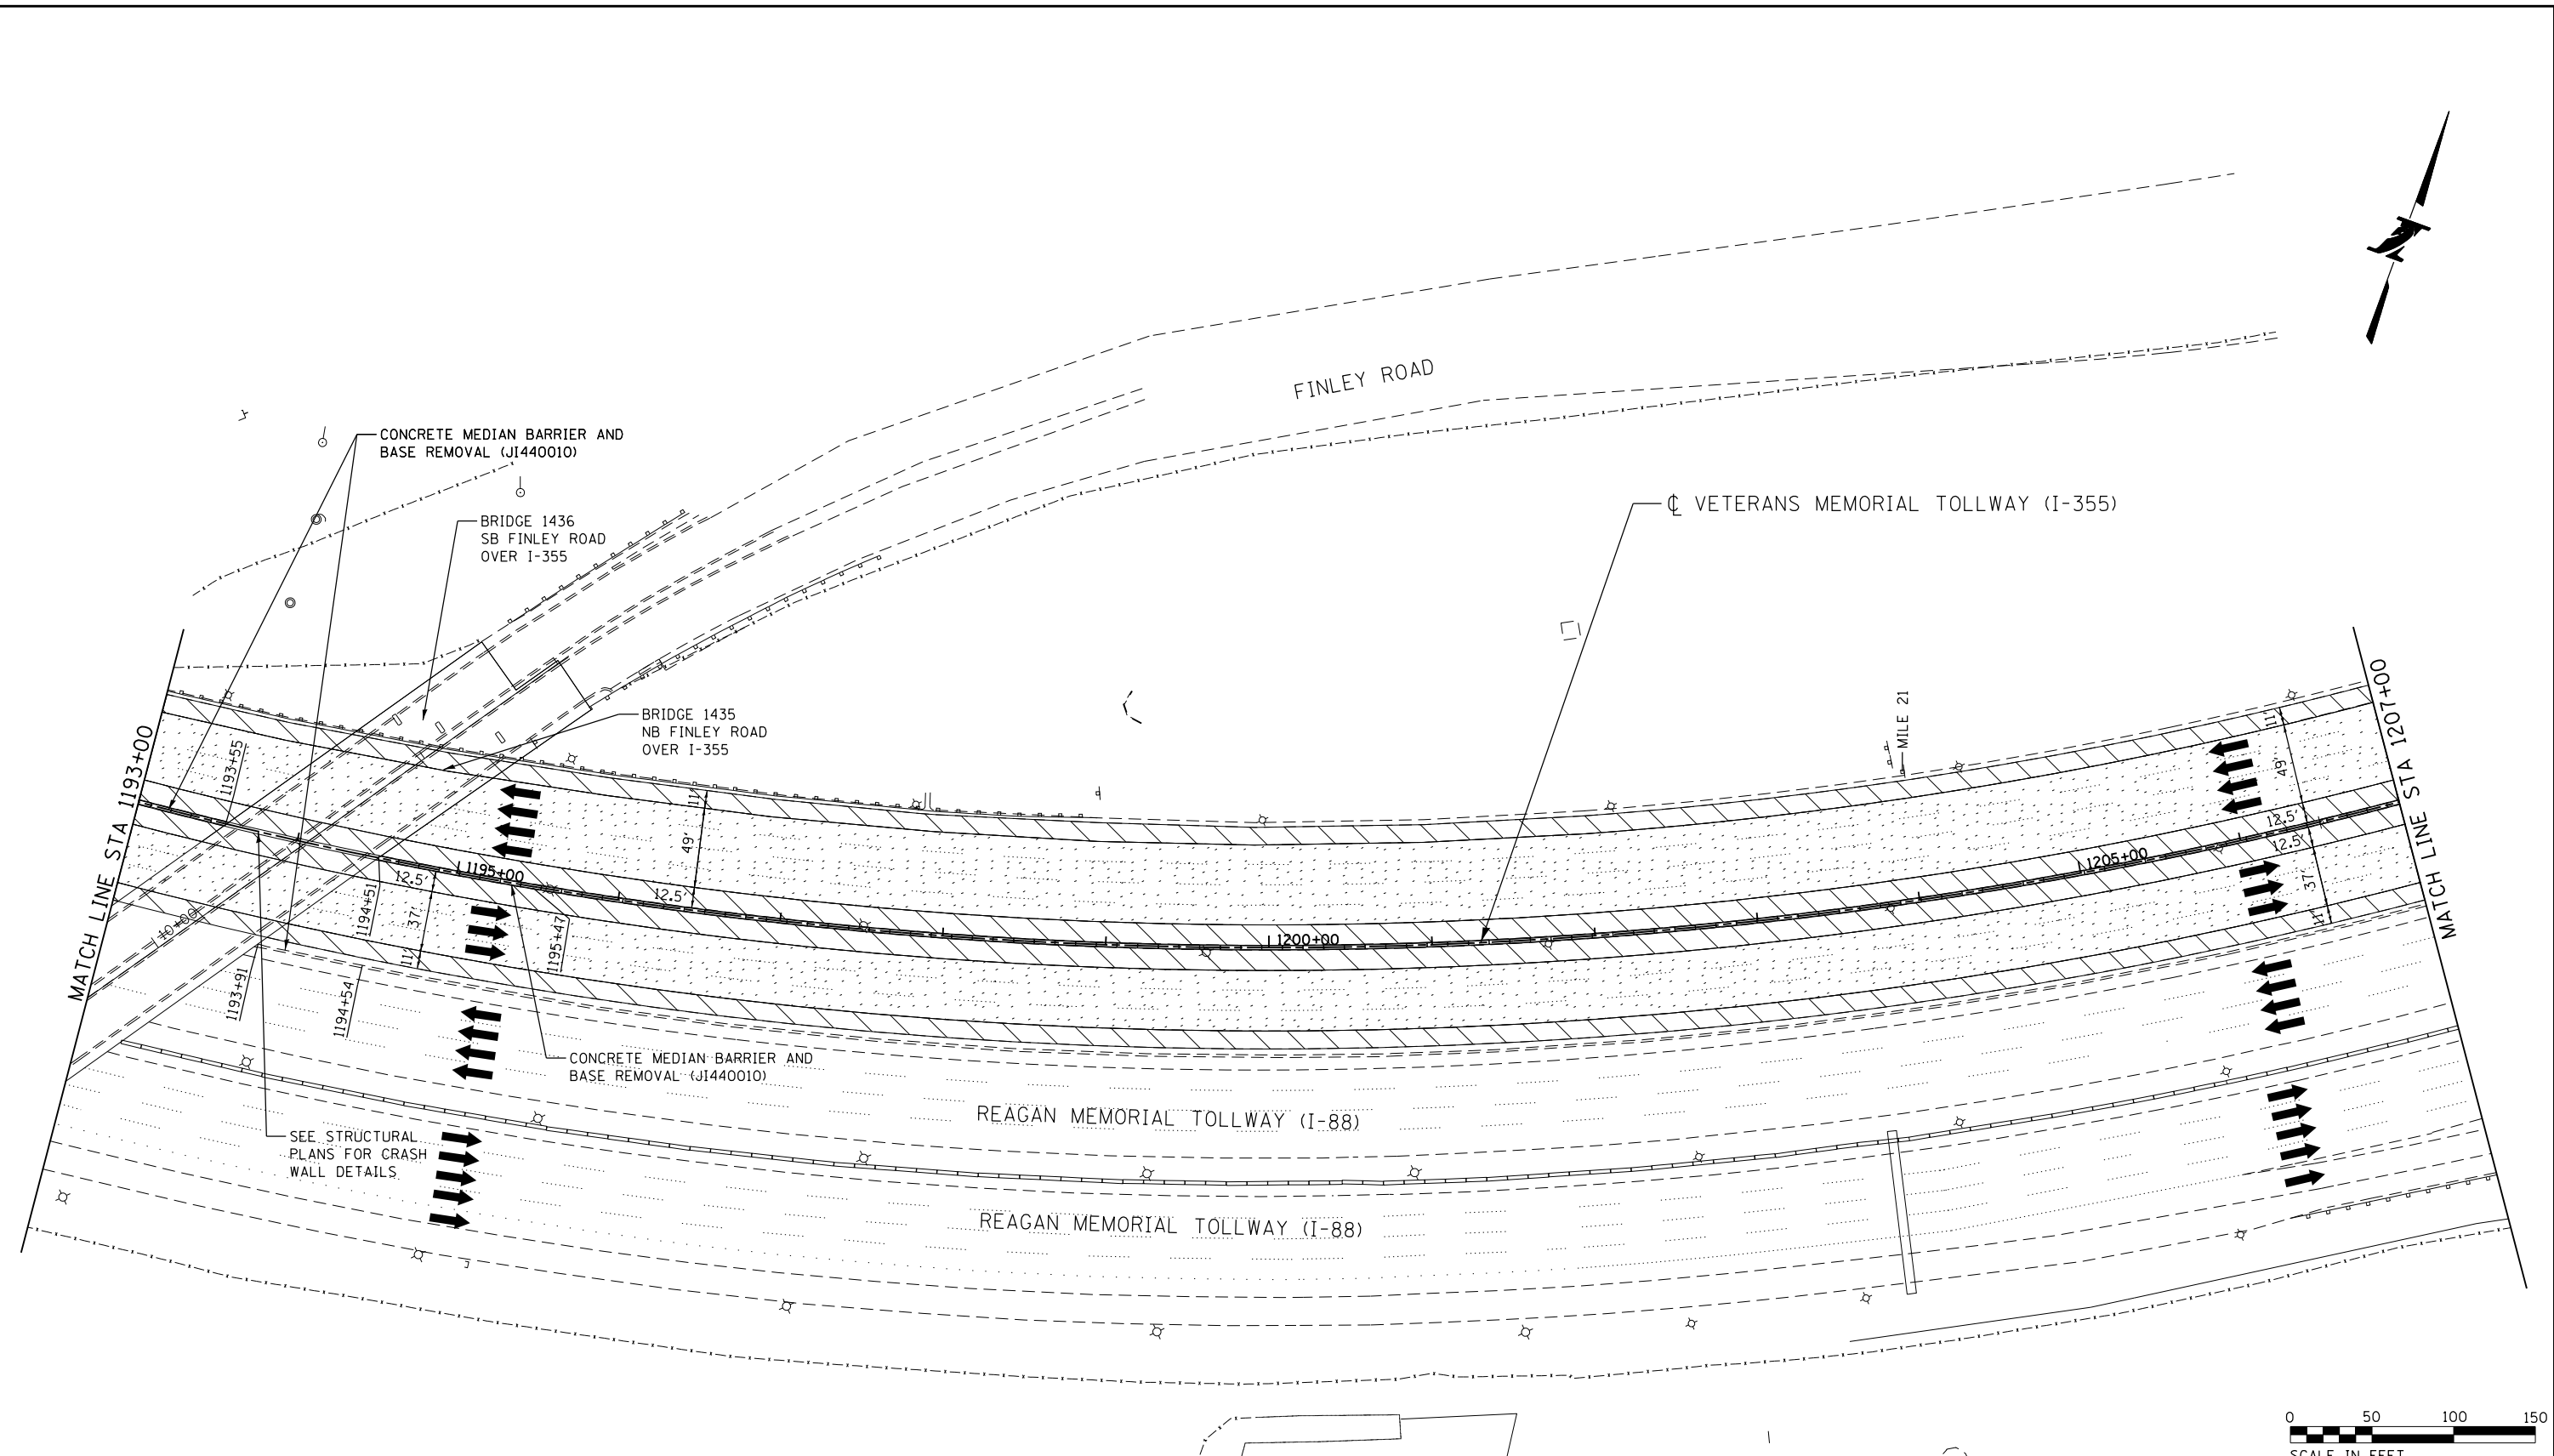 FINLEY ROAD
CONCRETE MEDIAN BARRIER AND
BASE REMOVAL (JI440010)
℄ VETERANS MEMORIAL TOLLWAY (I-355)
BRIDGE 1436
SB FINLEY ROAD
OVER I-355
BRIDGE 1435
NB FINLEY ROAD
OVER I-355
MILE 21
MATCH LINE STA 1193+00
MATCH LINE STA 1207+00
1193+55
11'
49'
12.5'
11'
49'
12.5'
12.5'
37'
11'
1195+00
1200+00
1205+00
12.5'
37'
11'
1194+51
1195+47
110+00
1193+91
1194+54
CONCRETE MEDIAN BARRIER AND
BASE REMOVAL (JI440010)
SEE STRUCTURAL
PLANS FOR CRASH
WALL DETAILS
REAGAN MEMORIAL TOLLWAY (I-88)
REAGAN MEMORIAL TOLLWAY (I-88)
0 50 100 150
SCALE IN FEET